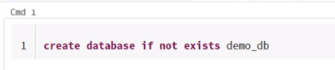 Cmd 1
1 create database if not exists demo_db